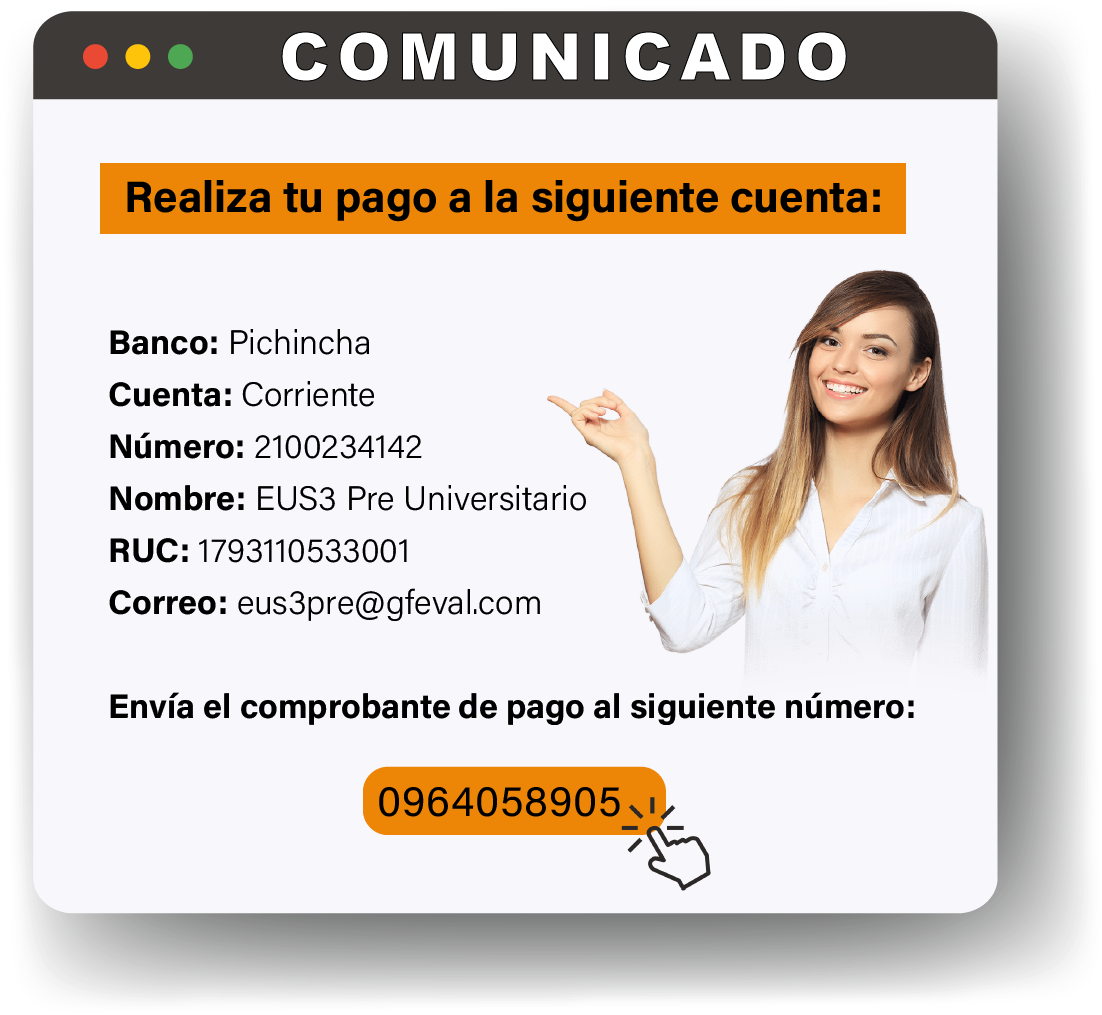 COMUNICADO
Realiza tu pago a la siguiente cuenta:
Banco: Pichincha
Cuenta: Corriente
Número: 2100234142
Nombre: EUS3 Pre Universitario
RUC: 1793110533001
Correo: eus3pre@gfeval.com
Envía el comprobante de pago al siguiente número:
0964058905